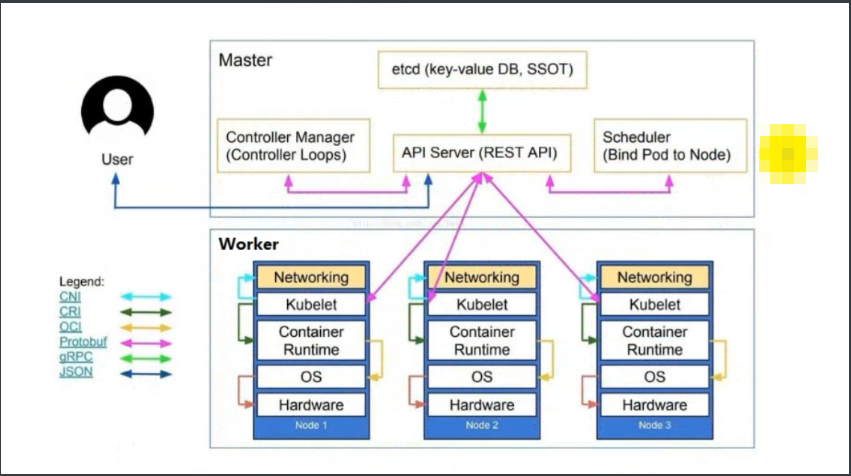 Master
etcd (key-value DB, SSOT)
Controller Manager
(Controller Loops)
API Server (REST API)
Scheduler
(Bind Pod to Node)
User
Worker
Networking
Kubelet
Container
Runtime
OS
Hardware
Node 1
Networking
Kubelet
Container
Runtime
OS
Hardware
Node 2
Networking
Kubelet
Container
Runtime
OS
Hardware
Node 3
Legend:
CNI
CRI
OCI
Protobuf
gRPC
JSON